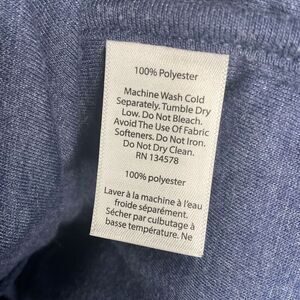 100% Polyester
Machine Wash Cold
Separately. Tumble Dry
Low. Do Not Bleach.
Avoid The Use Of Fabric
Softeners. Do Not Iron.
Do Not Dry Clean.
RN 134578
100% polyester
Laver à la machine à l'eau
froide séparément.
Sécher par culbutage à
basse température. Ne